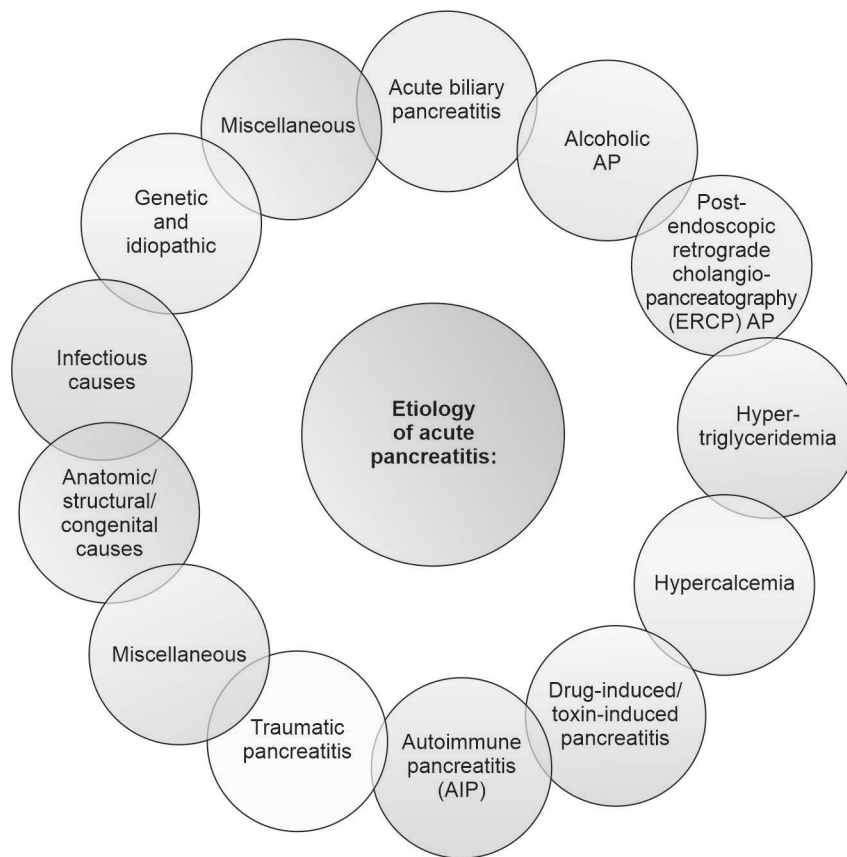 Etiology
of acute
pancreatitis:
Acute biliary
pancreatitis
Alcoholic
AP
Post-
endoscopic
retrograde
cholangio-
pancreatography
(ERCP) AP
Hyper-
triglyceridemia
Hypercalcemia
Drug-induced/
toxin-induced
pancreatitis
Autoimmune
pancreatitis
(AIP)
Traumatic
pancreatitis
Miscellaneous
Anatomic/
structural/
congenital
causes
Infectious
causes
Genetic
and
idiopathic
Miscellaneous